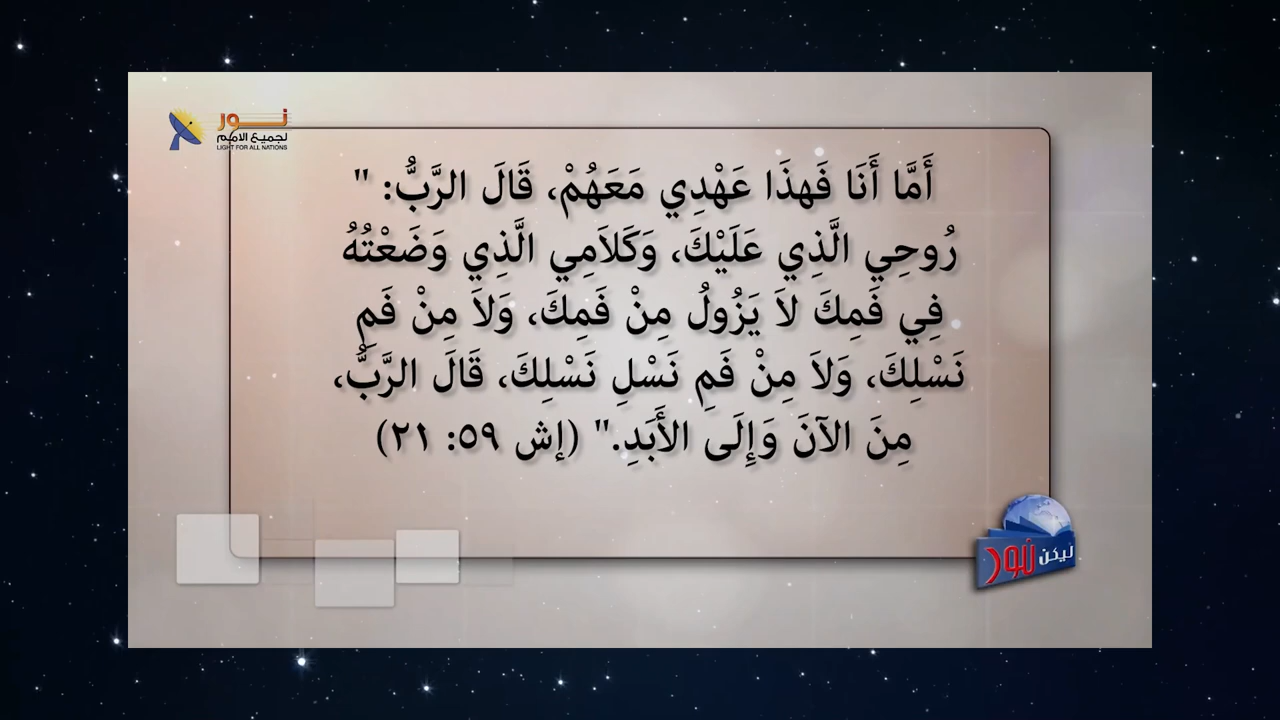 نور
لجميع الامم
LIGHT FOR ALL NATIONS
أَمَّا أَنَا فَهذَا عَهْدِي مَعَهُمْ، قَالَ الرَّبُّ: "
رُوحِي الَّذِي عَلَيْكَ، وَكَلاَمِي الَّذِي وَضَعْتُهُ
فِي فَمِكَ لاَ يَزُولُ مِنْ فَمِكَ، وَلاَ مِنْ فَمِ
نَسْلِكَ، وَلاَ مِنْ فَمِ نَسْلِ نَسْلِكَ، قَالَ الرَّبُّ،
مِنَ الآنَ وَإِلَى الأَبَدِ." (إش ٥٩: ٢١)
ليكن نور